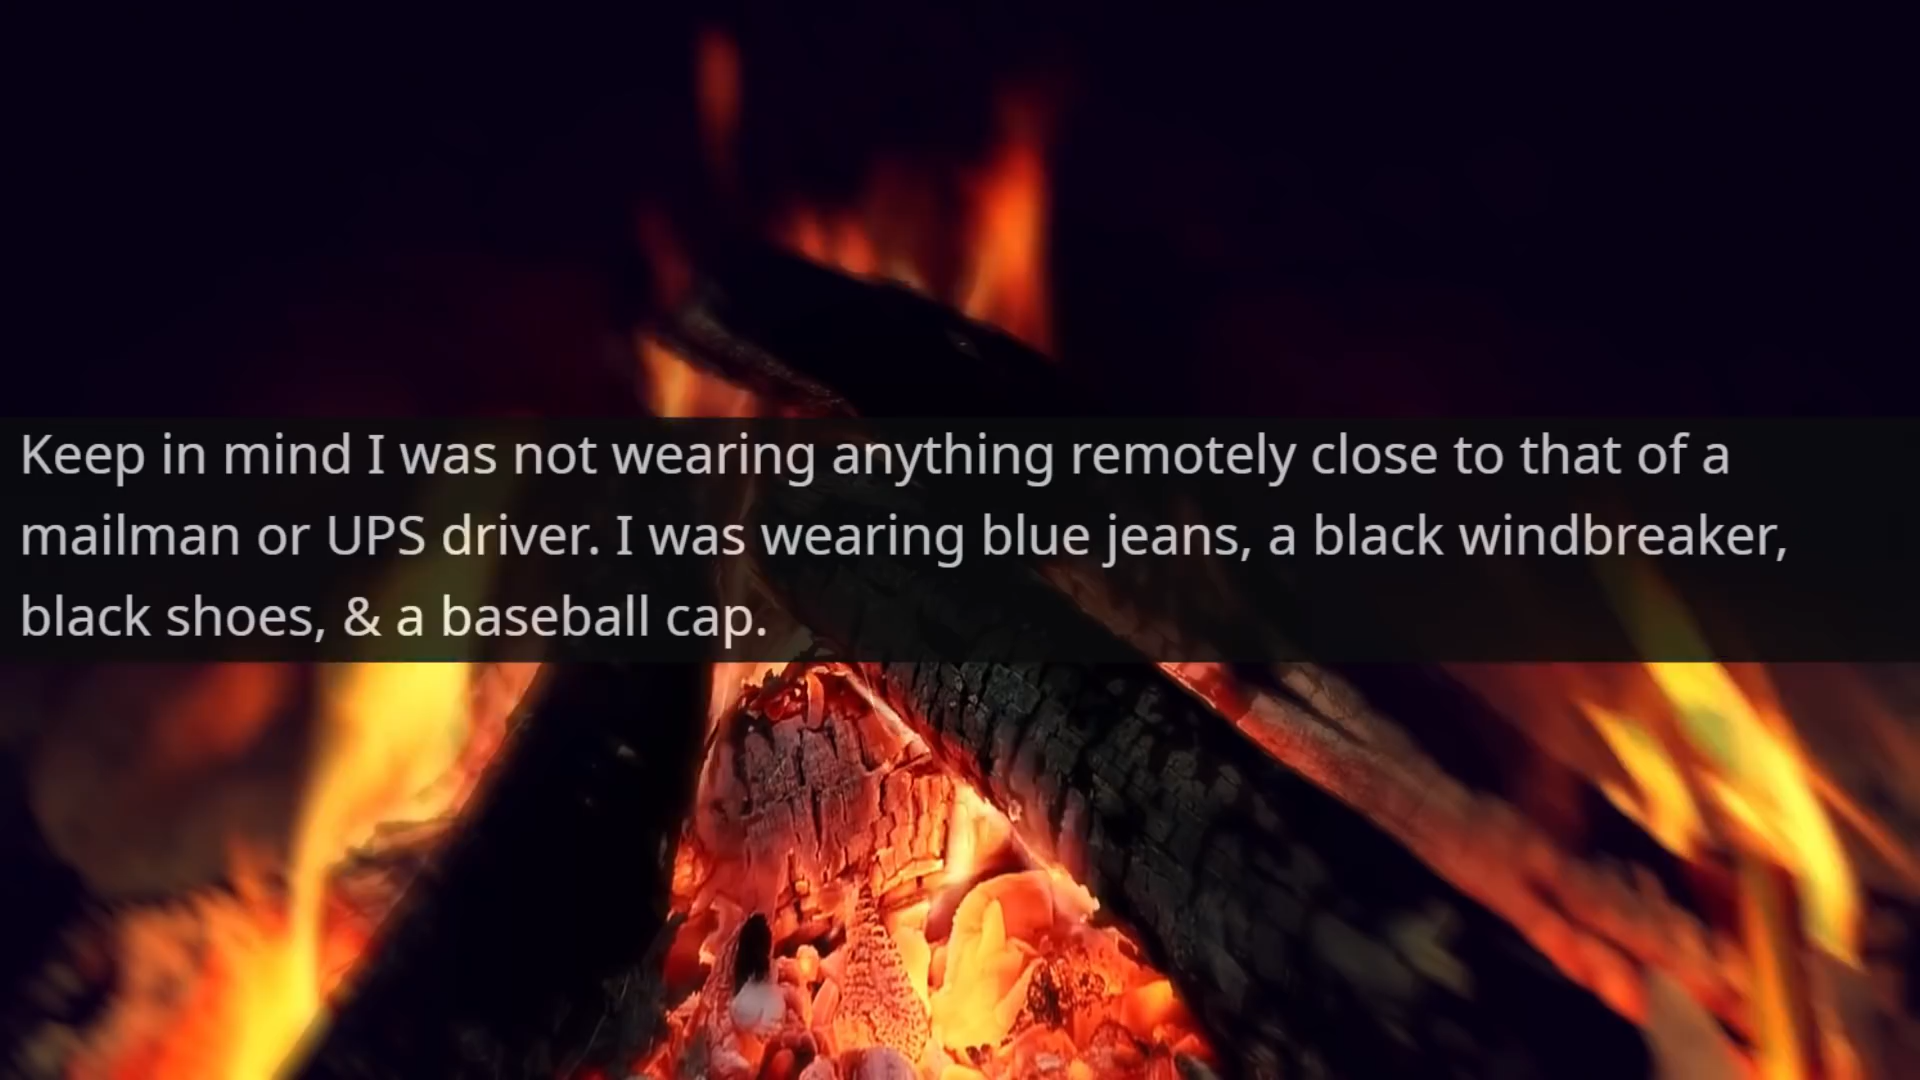 Keep in mind I was not wearing anything remotely close to that of a
mailman or UPS driver. I was wearing blue jeans, a black windbreaker,
black shoes, & a baseball cap.